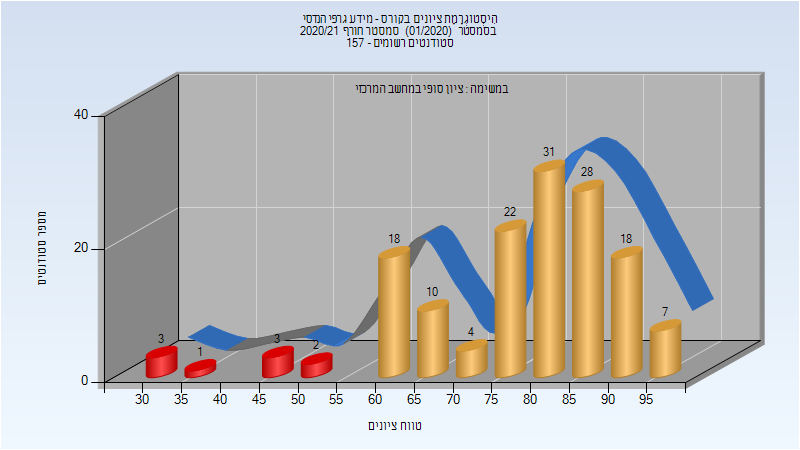 היסטוגרמת ציונים בקורס - מידע גרפי תנדסי
בסמסטר (01/2020) סמסטר חורף 2020/21
סטודנטים רשומים - 157
במשימה : ציון סופי במחשב המרכזי
מספר סטודנטים
40
20
0
3
1
3
2
18
10
4
22
31
28
18
7
30 35 40 45 50 55 60 65 70 75 80 85 90 95
טווח ציונים